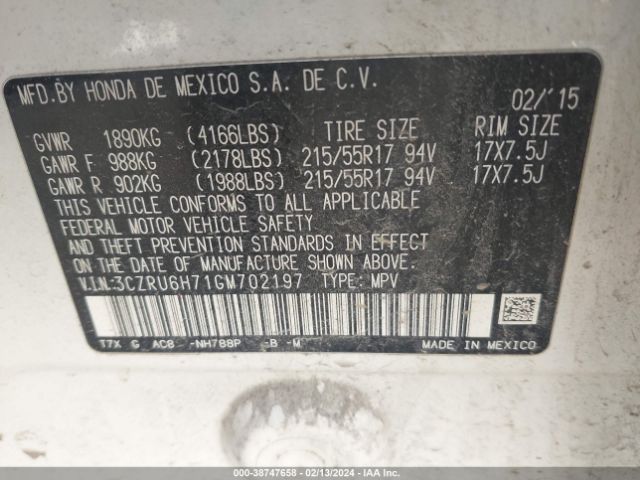 MFD. BY HONDA DE MEXICO S.A. DE C.V.
02/'15
GVWR 1890KG (4166LBS) TIRE SIZE RIM SIZE
GAWR F 988KG (2178LBS) 215/55R17 94V 17X7.5J
GAWR R 902KG (1988LBS) 215/55R17 94V 17X7.5J
THIS VEHICLE CONFORMS TO ALL APPLICABLE
FEDERAL MOTOR VEHICLE SAFETY
AND THEFT PREVENTION STANDARDS IN EFFECT
ON THE DATE OF MANUFACTURE SHOWN ABOVE.
V.I.N.:3CZRU6H71GM702197 TYPE: MPV
T7X G AC8 -NH788P -B -M MADE IN MEXICO
000-38747658 - 02/13/2024 - IAAI.COM